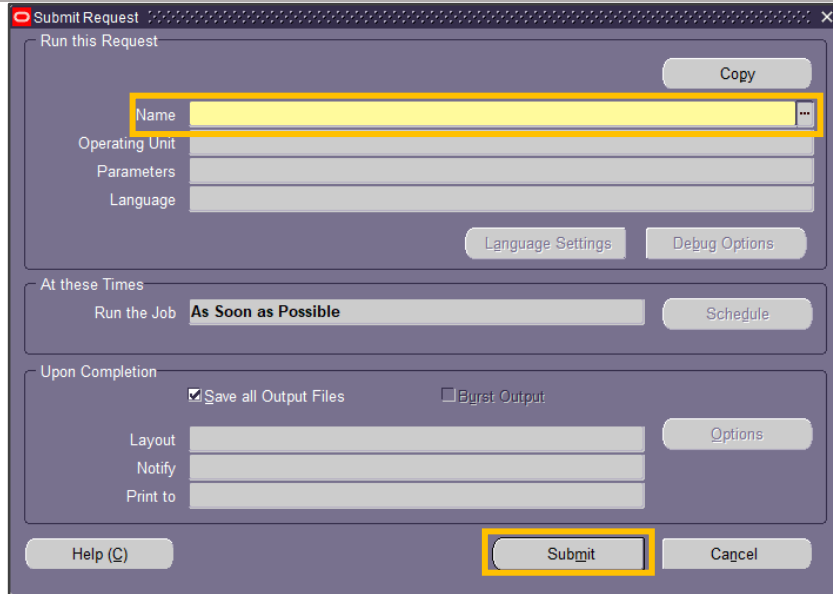 Submit Request
Run this Request
Copy
Name
...
Operating Unit
Parameters
Language
Language Settings
Debug Options
At these Times
Run the Job As Soon as Possible
Schedule
Upon Completion
Save all Output Files
Burst Output
Layout
Options
Notify
Print to
Help (C)
Submit
Cancel